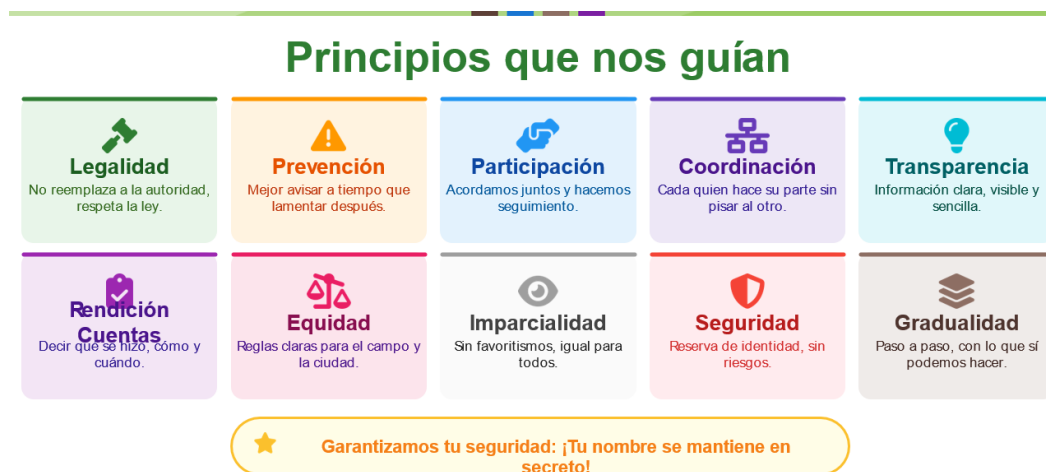 Principios que nos guían
Legalidad
No reemplaza a la autoridad,
respeta la ley.
Prevención
Mejor avisar a tiempo que
lamentar después.
Participación
Acordamos juntos y hacemos
seguimiento.
Coordinación
Cada quien hace su parte sin
pisar al otro.
Transparencia
Información clara, visible y
sencilla.
Rendición
Cuentas
Decir qué se hizo, cómo y
cuándo.
Equidad
Reglas claras para el campo y
la ciudad.
Imparcialidad
Sin favoritismos, igual para
todos.
Seguridad
Reserva de identidad, sin
riesgos.
Gradualidad
Paso a paso, con lo que sí
podemos hacer.
Garantizamos tu seguridad: ¡Tu nombre se mantiene en
secreto!